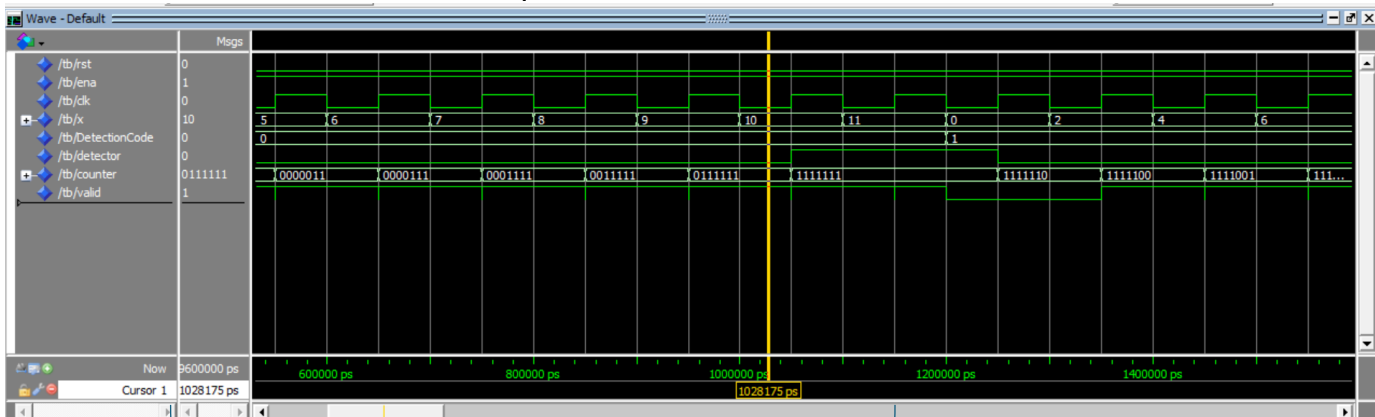 Wave - Default
Msgs
/tb/rst 0
/tb/ena 1
/tb/clk 0
/tb/x 10 5 6 7 8 9 10 11 0 2 4 6
/tb/DetectionCode 0 0 1
/tb/detector 0
/tb/counter 0111111 0000011 0000111 0001111 0011111 0111111 1111111 1111110 1111100 1111001 111...
/tb/valid 1
Now 9600000 ps 600000 ps 800000 ps 1000000 ps 1200000 ps 1400000 ps
Cursor 1 1028175 ps 1028175 ps